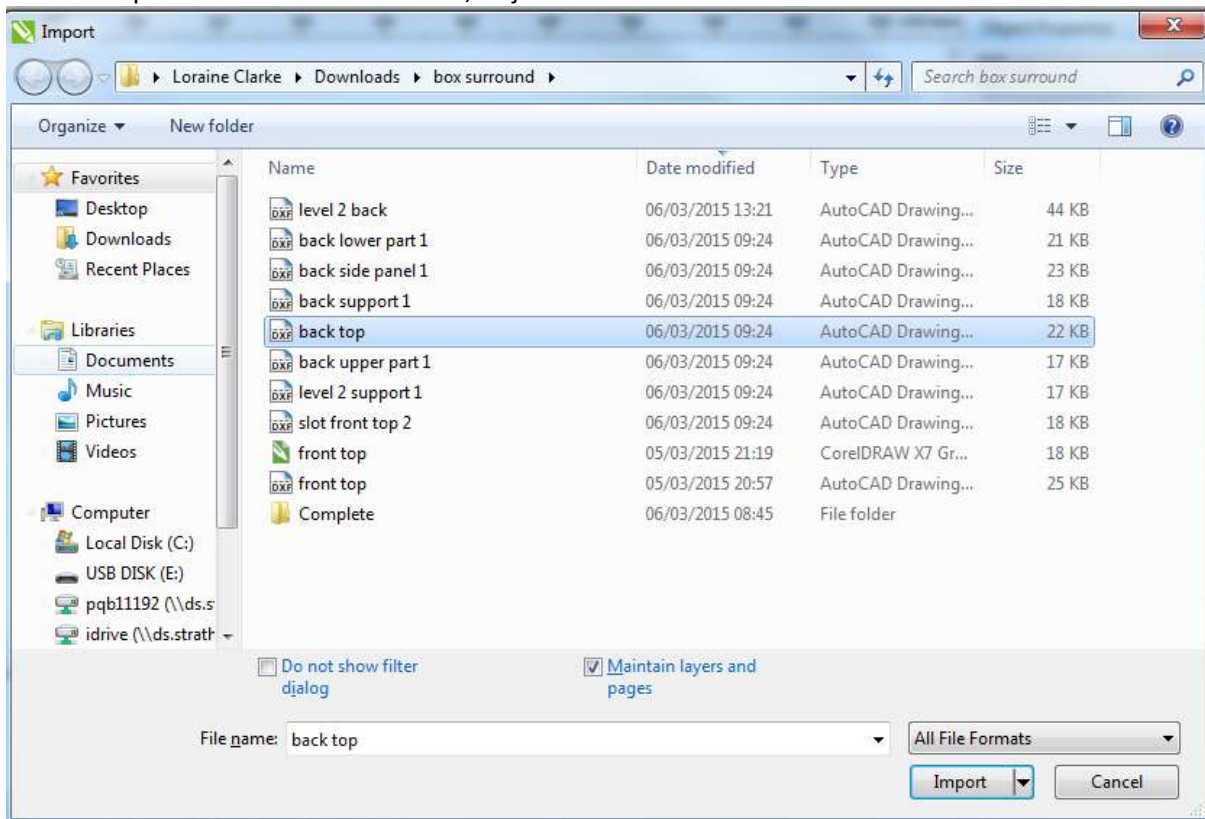 Import
Loraine Clarke ▸ Downloads ▸ box surround ▸
Search box surround
Organize ▾ New folder
Favorites
Desktop
Downloads
Recent Places
Libraries
Documents
Music
Pictures
Videos
Computer
Local Disk (C:)
USB DISK (E:)
pqb11192 (\\ds.s
idrive (\\ds.strath
Name Date modified Type Size
level 2 back 06/03/2015 13:21 AutoCAD Drawing... 44 KB
back lower part 1 06/03/2015 09:24 AutoCAD Drawing... 21 KB
back side panel 1 06/03/2015 09:24 AutoCAD Drawing... 23 KB
back support 1 06/03/2015 09:24 AutoCAD Drawing... 18 KB
back top 06/03/2015 09:24 AutoCAD Drawing... 22 KB
back upper part 1 06/03/2015 09:24 AutoCAD Drawing... 17 KB
level 2 support 1 06/03/2015 09:24 AutoCAD Drawing... 17 KB
slot front top 2 06/03/2015 09:24 AutoCAD Drawing... 18 KB
front top 05/03/2015 21:19 CorelDRAW X7 Gr... 18 KB
front top 05/03/2015 20:57 AutoCAD Drawing... 25 KB
Complete 06/03/2015 08:45 File folder
Do not show filter
dialog
Maintain layers and
pages
File name: back top
All File Formats
Import
Cancel